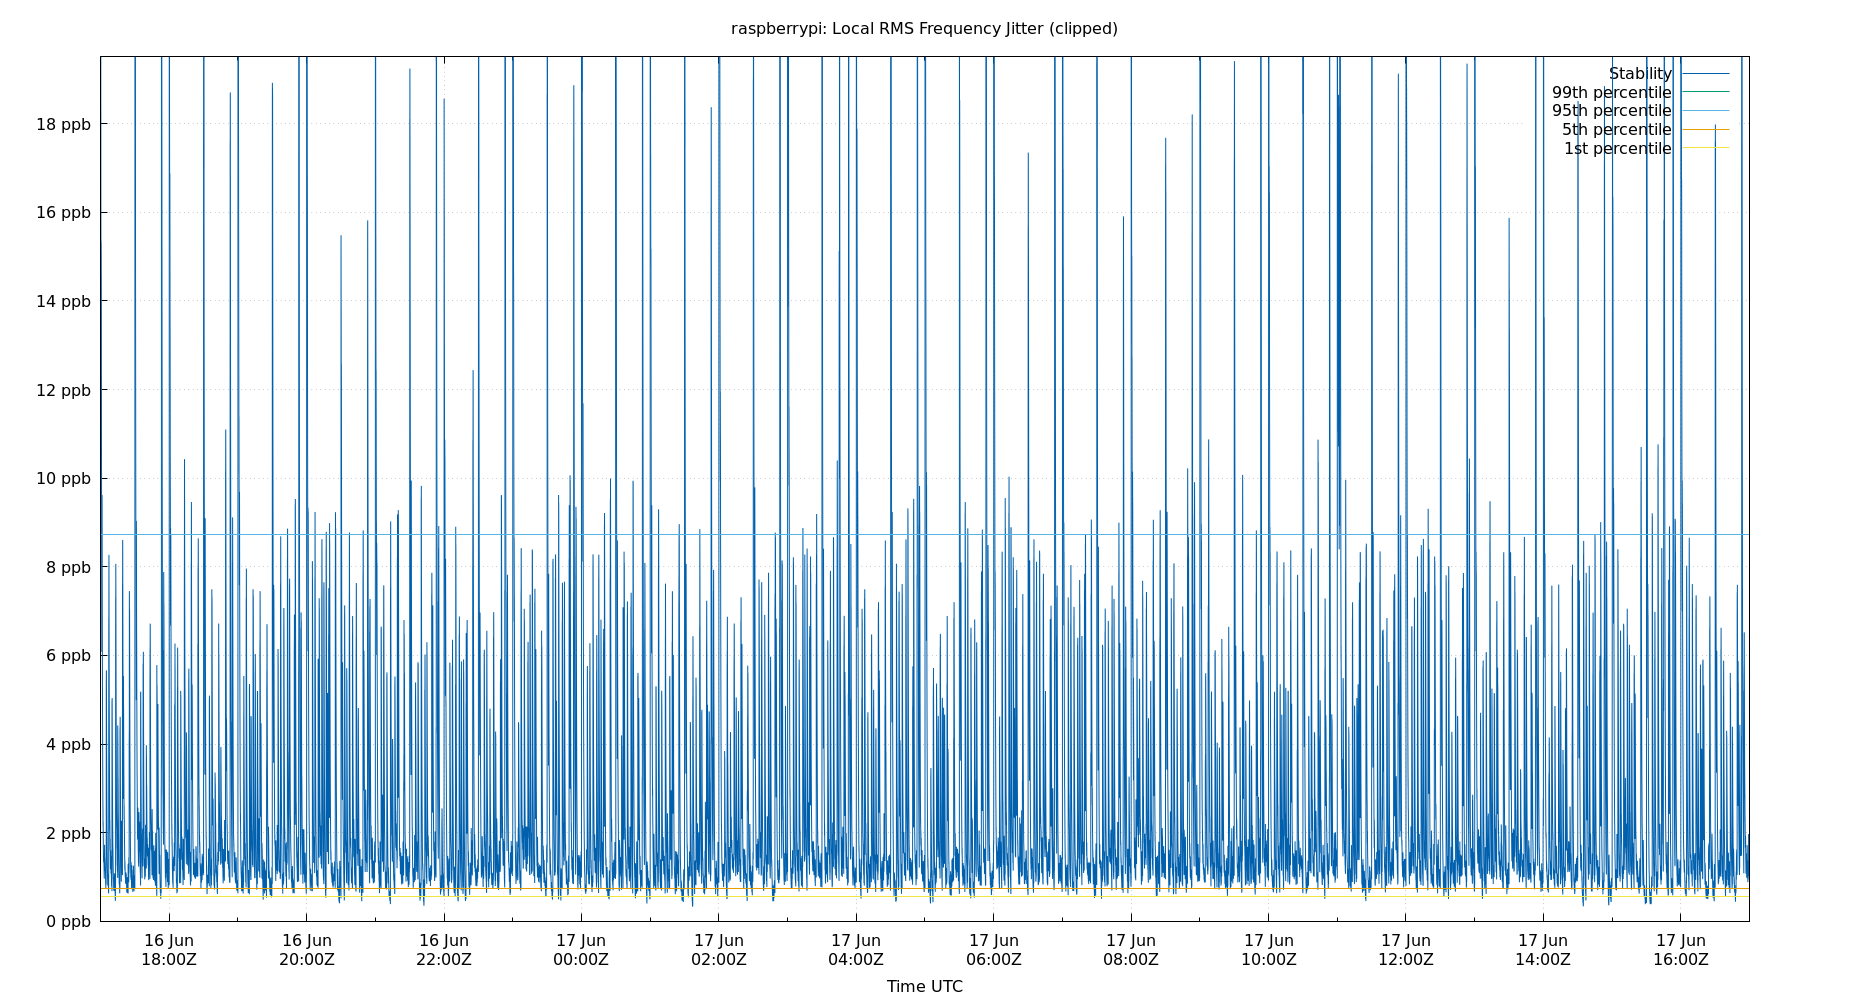 raspberrypi: Local RMS Frequency Jitter (clipped)
Stability
99th percentile
95th percentile
5th percentile
1st percentile
18 ppb
16 ppb
14 ppb
12 ppb
10 ppb
8 ppb
6 ppb
4 ppb
2 ppb
0 ppb
16 Jun 16 Jun 16 Jun 17 Jun 17 Jun 17 Jun 17 Jun 17 Jun 17 Jun 17 Jun 17 Jun 17 Jun
18:00Z 20:00Z 22:00Z 00:00Z 02:00Z 04:00Z 06:00Z 08:00Z 10:00Z 12:00Z 14:00Z 16:00Z
Time UTC